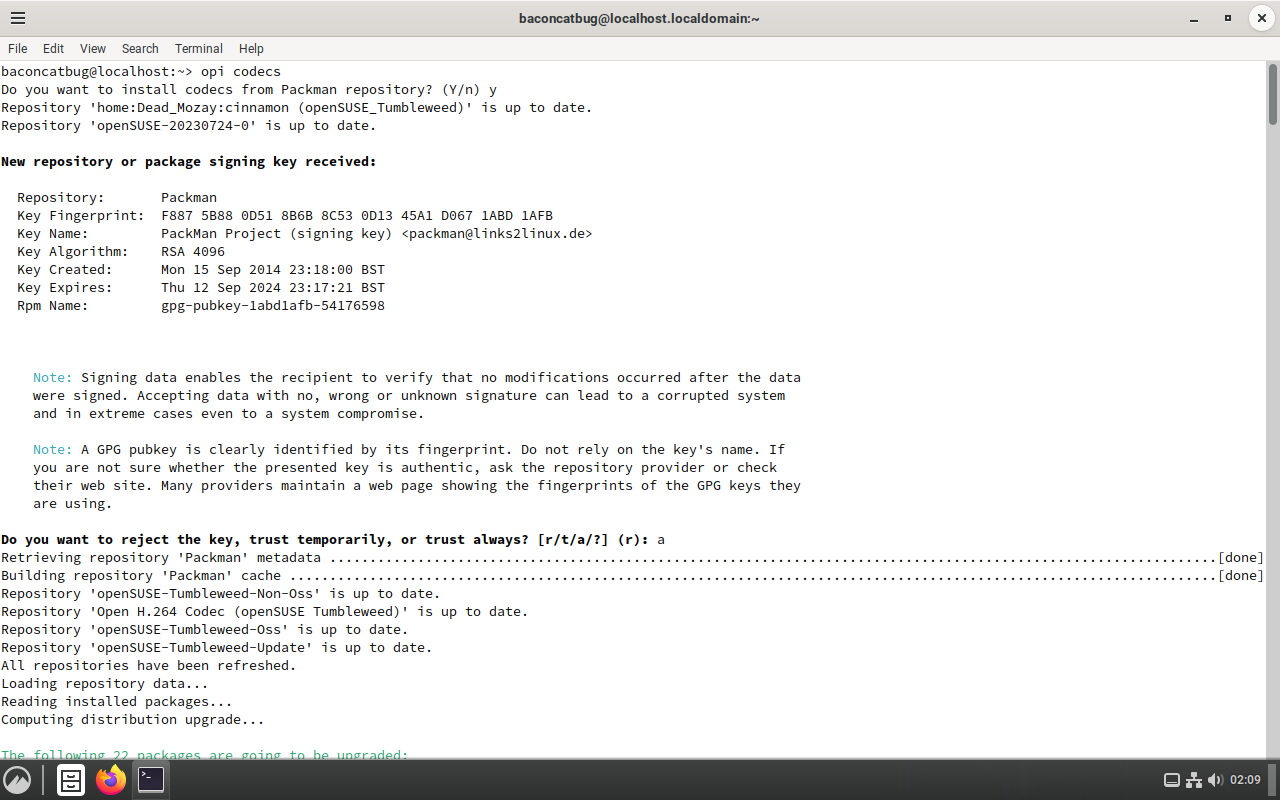 baconcatbug@localhost.localdomain:~
File Edit View Search Terminal Help
baconcatbug@localhost:~> opi codecs
Do you want to install codecs from Packman repository? (Y/n) y
Repository 'home:Dead_Mozay:cinnamon (openSUSE_Tumbleweed)' is up to date.
Repository 'openSUSE-20230724-0' is up to date.
New repository or package signing key received:
Repository: Packman
Key Fingerprint: F887 5B88 0D51 8B6B 8C53 0D13 45A1 D067 1ABD 1AFB
Key Name: PackMan Project (signing key) <packman@links2linux.de>
Key Algorithm: RSA 4096
Key Created: Mon 15 Sep 2014 23:18:00 BST
Key Expires: Thu 12 Sep 2024 23:17:21 BST
Rpm Name: gpg-pubkey-1abd1afb-54176598
Note: Signing data enables the recipient to verify that no modifications occurred after the data
were signed. Accepting data with no, wrong or unknown signature can lead to a corrupted system
and in extreme cases even to a system compromise.
Note: A GPG pubkey is clearly identified by its fingerprint. Do not rely on the key's name. If
you are not sure whether the presented key is authentic, ask the repository provider or check
their web site. Many providers maintain a web page showing the fingerprints of the GPG keys they
are using.
Do you want to reject the key, trust temporarily, or trust always? [r/t/a/?] (r): a
Retrieving repository 'Packman' metadata ...............................................................................................................[done]
Building repository 'Packman' cache ....................................................................................................................[done]
Repository 'openSUSE-Tumbleweed-Non-Oss' is up to date.
Repository 'Open H.264 Codec (openSUSE Tumbleweed)' is up to date.
Repository 'openSUSE-Tumbleweed-Oss' is up to date.
Repository 'openSUSE-Tumbleweed-Update' is up to date.
All repositories have been refreshed.
Loading repository data...
Reading installed packages...
Computing distribution upgrade...
The following 22 packages are going to be upgraded:
02:09